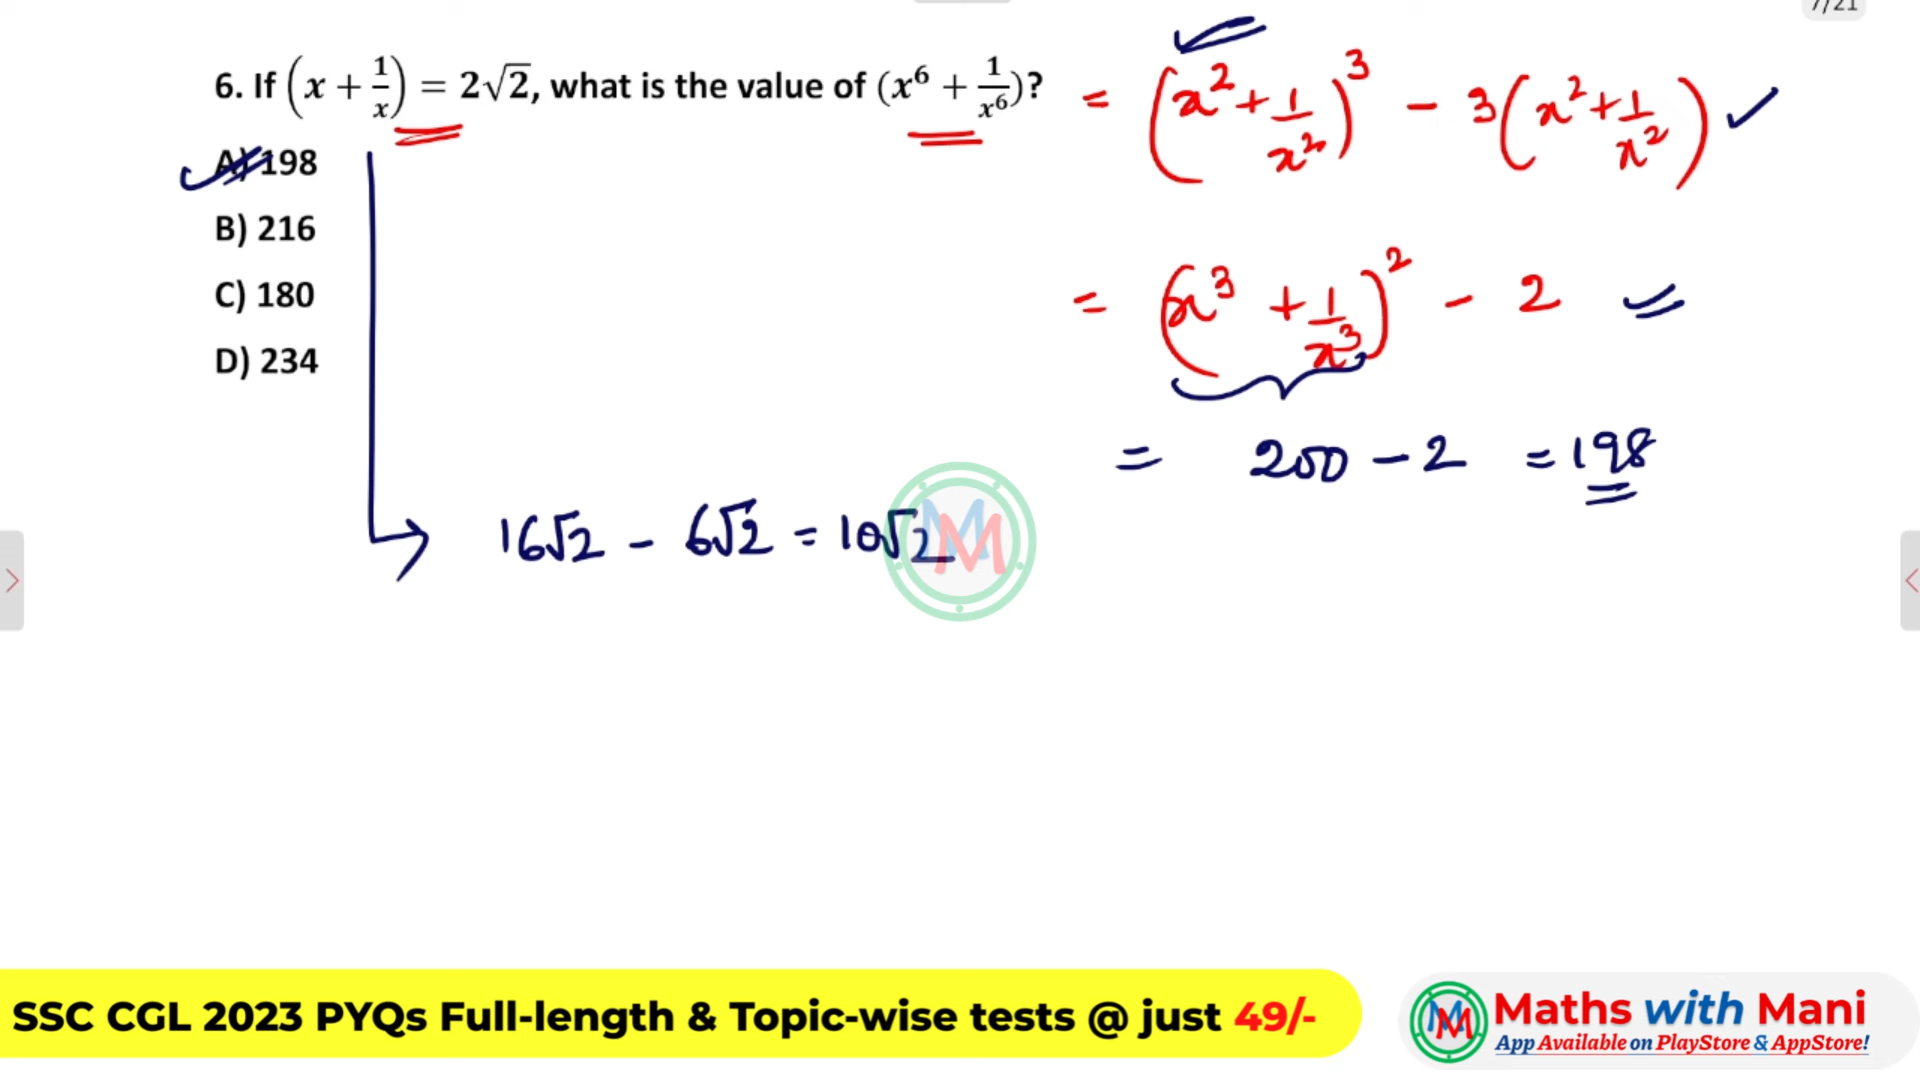 7/21
6. If (x + 1/x) = 2√2, what is the value of (x⁶ + 1/x⁶)? = (x² + 1/x²)³ - 3(x² + 1/x²)
A) 198
B) 216
C) 180
D) 234
= (x³ + 1/x³)² - 2
= 200 - 2 = 198
16√2 - 6√2 = 10√2
MM
SSC CGL 2023 PYQs Full-length & Topic-wise tests @ just 49/-
MM Maths with Mani
App Available on PlayStore & AppStore!